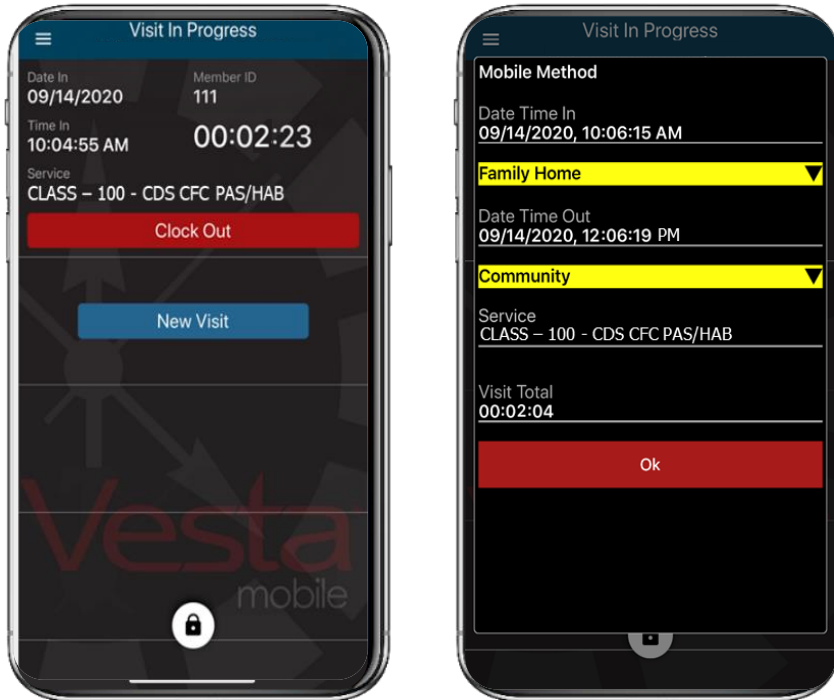 Visit In Progress
Date In
Member ID
09/14/2020
111
Time In
10:04:55 AM
00:02:23
Service
CLASS – 100 - CDS CFC PAS/HAB
Clock Out
New Visit
Vesta
mobile
Visit In Progress
Mobile Method
Date Time In
09/14/2020, 10:06:15 AM
Family Home
Date Time Out
09/14/2020, 12:06:19 PM
Community
Service
CLASS – 100 - CDS CFC PAS/HAB
Visit Total
00:02:04
Ok